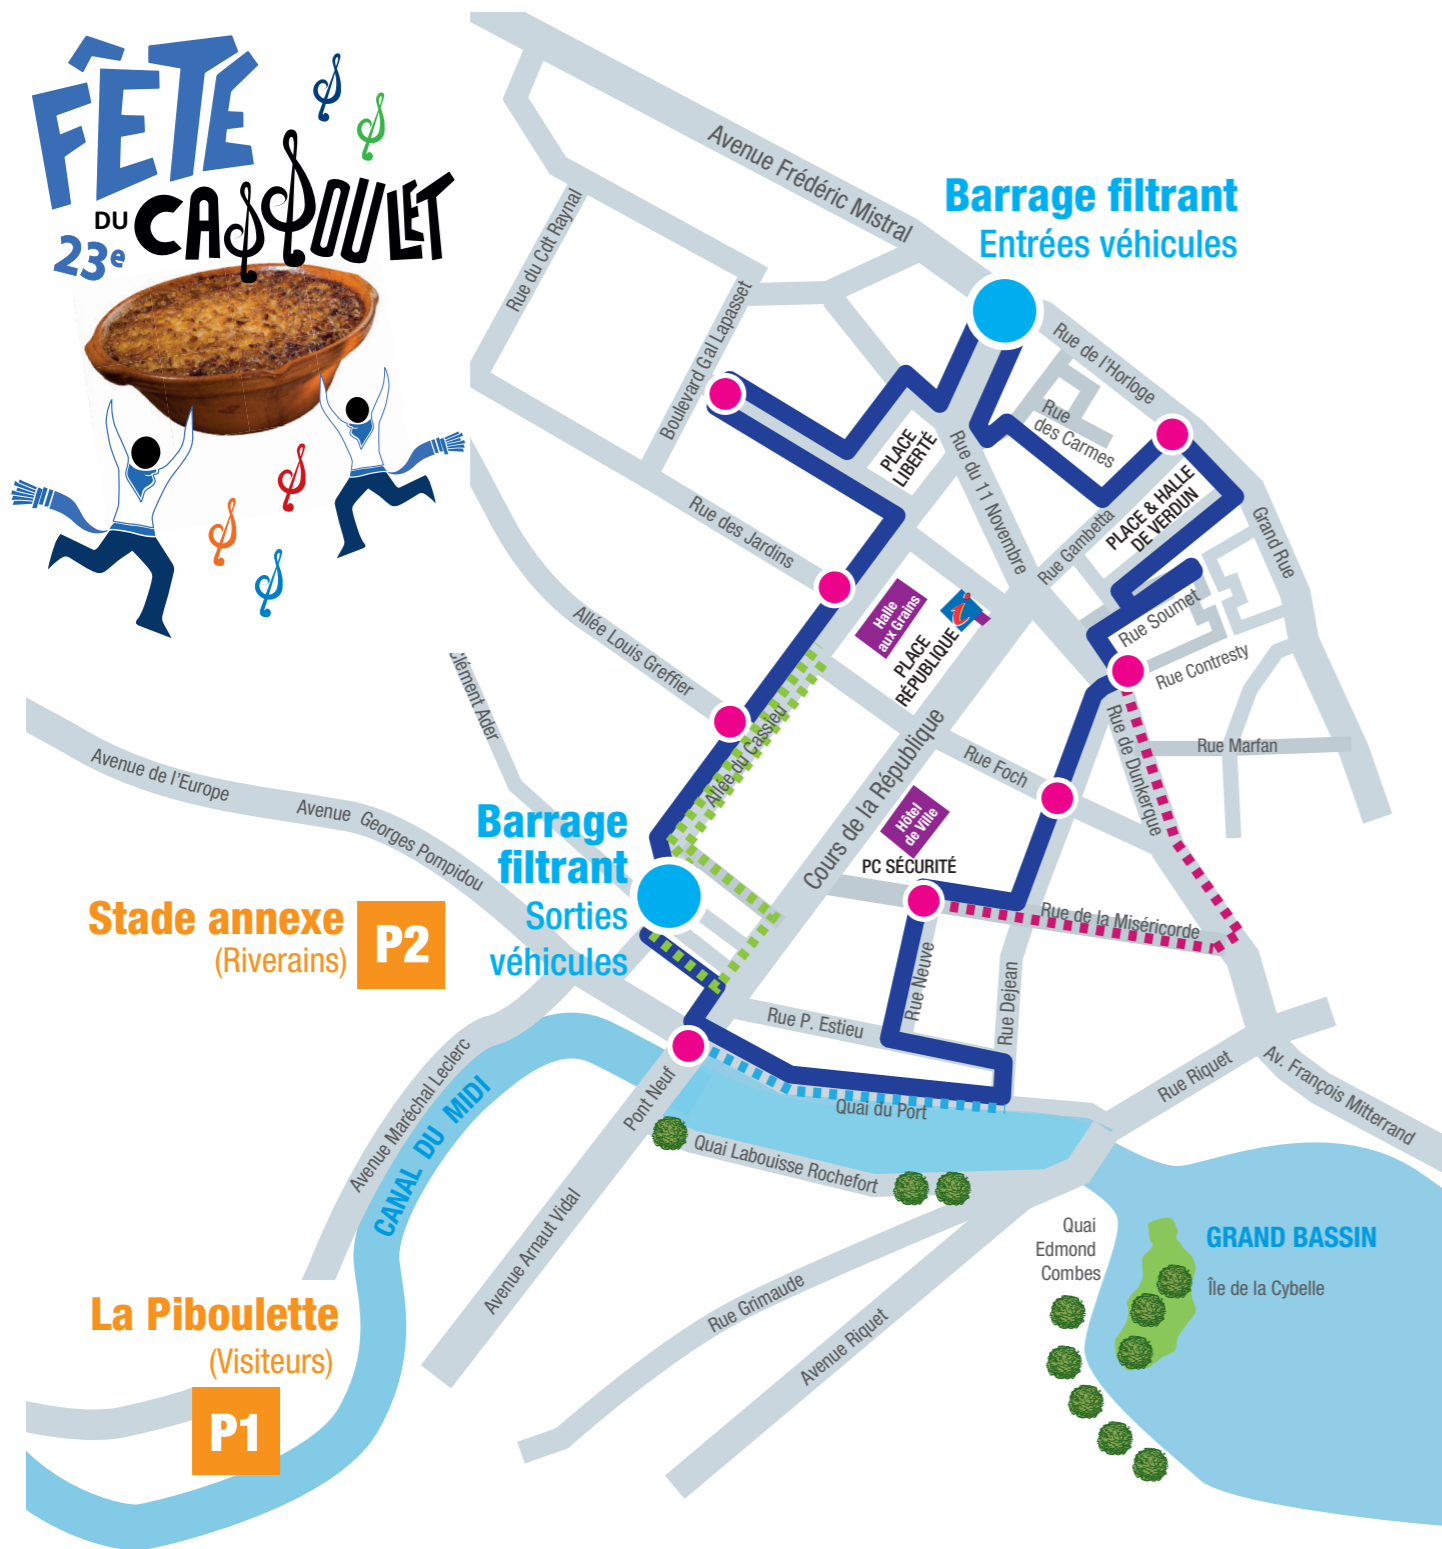 FÊTE
DU CASSOULET
23e
Avenue Frédéric Mistral
Barrage filtrant
Entrées véhicules
Rue du Cdt Raynal
Boulevard Gal Lapasset
Rue de l'Horloge
Rue
des Carmes
PLACE
LIBERTÉ
Rue du 11 Novembre
PLACE & HALLE
DE VERDUN
Rue Gambetta
Grand Rue
Rue des Jardins
Halle
aux Grains
PLACE
RÉPUBLIQUE
i
Rue Soumet
Rue Contresty
Allée Louis Greffier
Clément Ader
Allée du Cassieu
Cours de la République
Rue Foch
Rue de Dunkerque
Rue Marfan
Avenue de l'Europe
Avenue Georges Pompidou
Barrage
filtrant
Sorties
véhicules
Hôtel
de Ville
PC SÉCURITÉ
Stade annexe
(Riverains)
P2
Rue de la Miséricorde
Rue Neuve
Rue Dejean
Rue P. Estieu
Quai du Port
Pont Neuf
Rue Riquet
Av. François Mitterrand
Avenue Maréchal Leclerc
CANAL DU MIDI
Quai Labouisse Rochefort
Avenue Arnaut Vidal
Quai
Edmond
Combes
GRAND BASSIN
Île de la Cybelle
La Piboulette
(Visiteurs)
P1
Rue Grimaude
Avenue Riquet